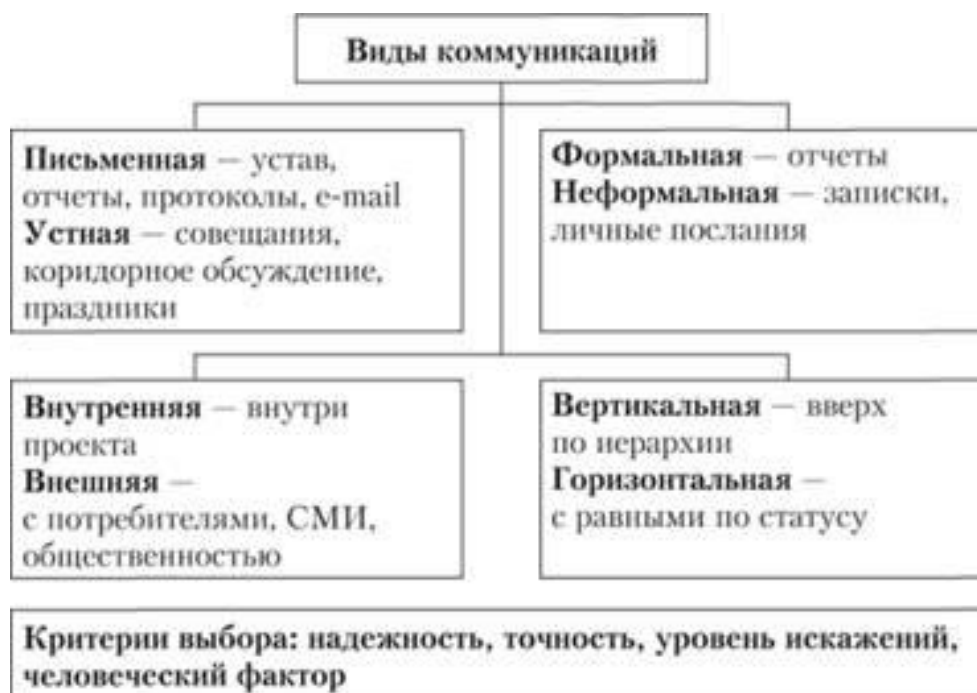 Виды коммуникаций
Письменная — устав,
отчеты, протоколы, e-mail
Устная — совещания,
коридорное обсуждение,
праздники
Формальная — отчеты
Неформальная — записки,
личные послания
Внутренняя — внутри
проекта
Внешняя —
с потребителями, СМИ,
общественностью
Вертикальная — вверх
по иерархии
Горизонтальная —
с равными по статусу
Критерии выбора: надежность, точность, уровень искажений,
человеческий фактор